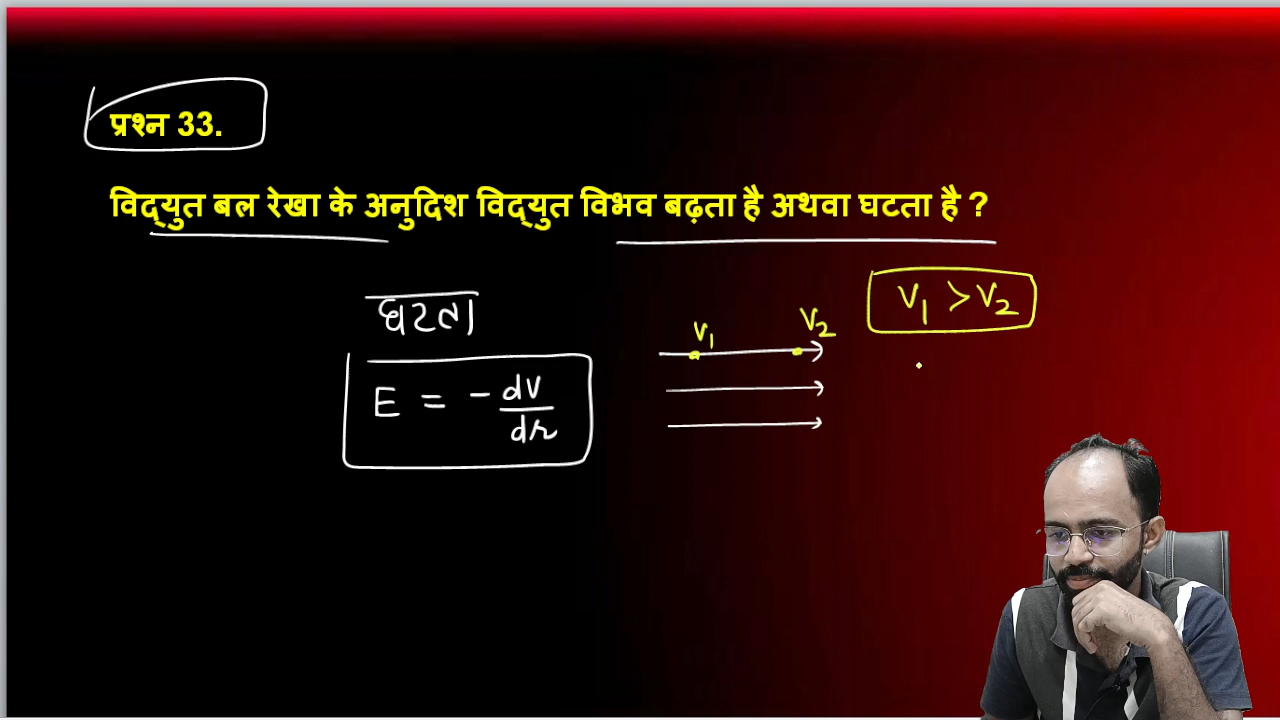 प्रश्न 33.
विद्युत बल रेखा के अनुदिश विद्युत विभव बढ़ता है अथवा घटता है ?
घटता
E = - dV/dr
V₁ V₂
V₁ > V₂